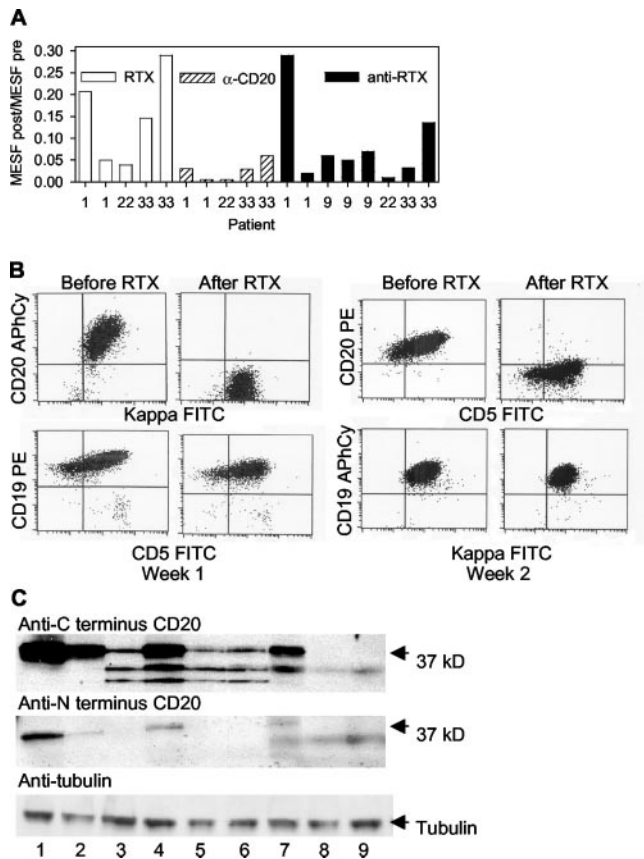 A
MESF post/MESF pre
0.30
0.25
0.20
0.15
0.10
0.05
0.00
RTX
α-CD20
anti-RTX
1 1 22 33 33 1 1 22 33 33 1 1 9 9 9 22 33 33
Patient
B
Before RTX After RTX Before RTX After RTX
CD20 APhCy
CD20 PE
Kappa FITC
CD5 FITC
CD19 PE
CD19 APhCy
CD5 FITC
Kappa FITC
Week 1
Week 2
C
Anti-C terminus CD20
37 kD
Anti-N terminus CD20
37 kD
Anti-tubulin
Tubulin
1 2 3 4 5 6 7 8 9